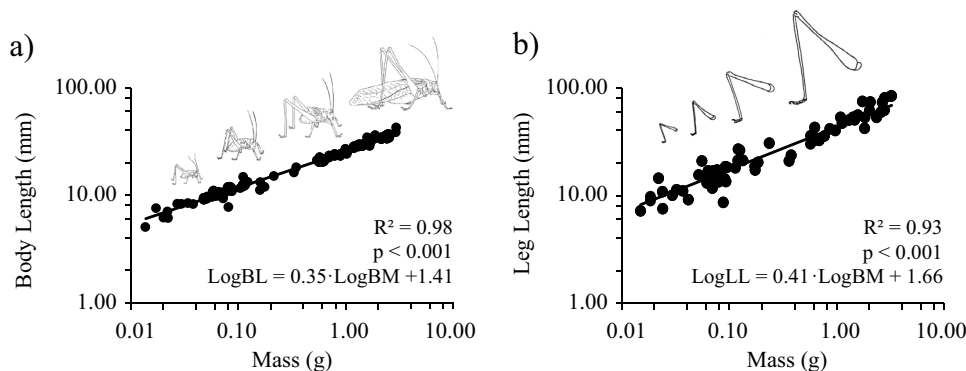 a)
100.00
10.00
1.00
Body Length (mm)
R² = 0.98
p < 0.001
LogBL = 0.35·LogBM +1.41
0.01
0.10
1.00
10.00
Mass (g)
b)
100.00
10.00
1.00
Leg Length (mm)
R² = 0.93
p < 0.001
LogLL = 0.41·LogBM + 1.66
0.01
0.10
1.00
10.00
Mass (g)